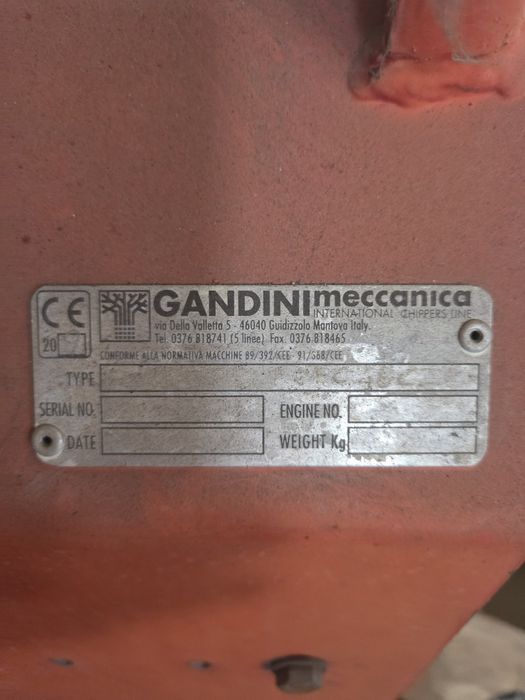 CE
20
GANDINI meccanica
INTERNATIONAL CHIPPERS LINE
via Della Valletta 5 - 46040 Guidizzolo Mantova Italy.
Tel. 0376 818741 (5 linee) Fax. 0376 818465
CONFORME ALLA NORMATIVA MACCHINE 89/392/CEE - 91/368/CEE
TYPE
SERIAL NO.
ENGINE NO.
DATE
WEIGHT Kg